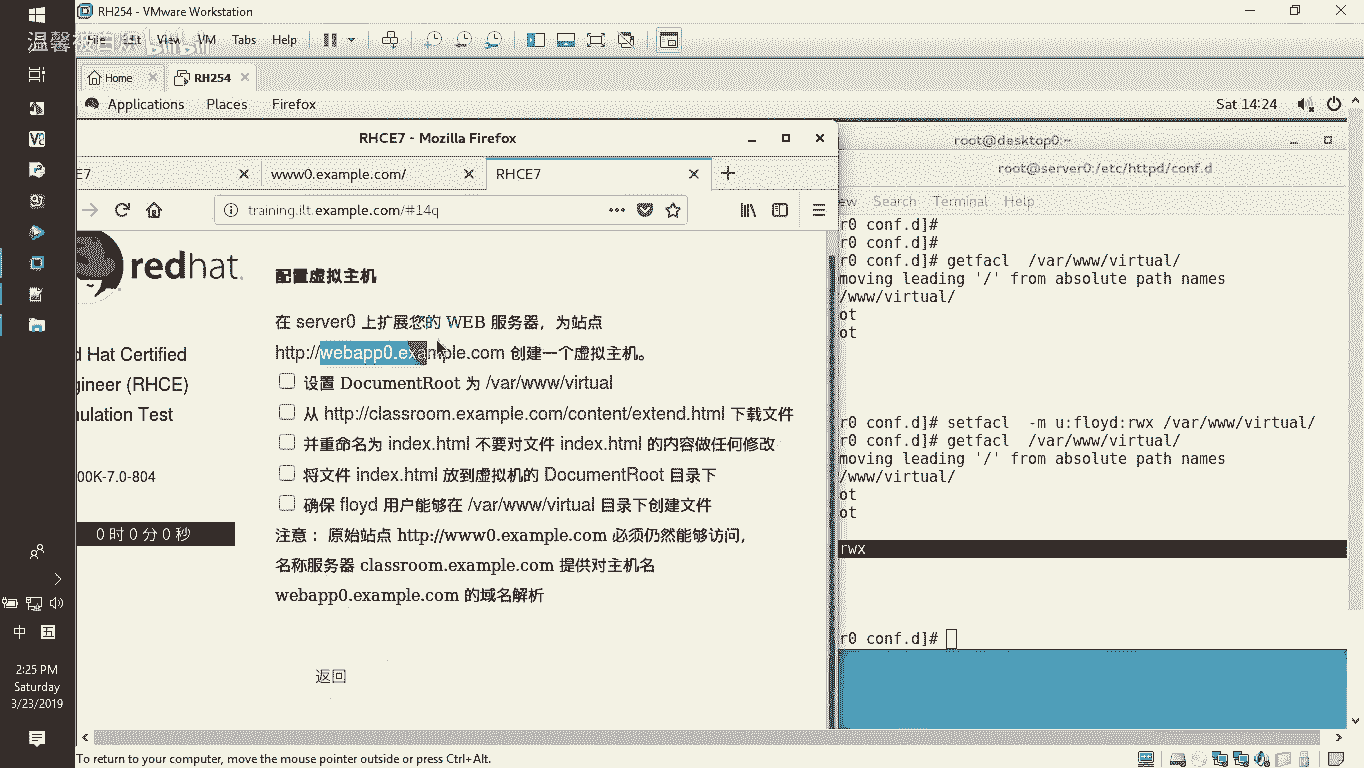 RH254 - VMware Workstation
File Edit View VM Tabs Help
Home
RH254
Applications Places Firefox
Sat 14:24
RHCE7 - Mozilla Firefox
E7
www0.example.com/
RHCE7
training.ilt.example.com/#14q
redhat.
d Hat Certified
gineer (RHCE)
ulation Test
00K-7.0-804
0 时 0 分 0 秒
配置虚拟主机
在 server0 上扩展您的 WEB 服务器，为站点
http://webapp0.example.com 创建一个虚拟主机。
设置 DocumentRoot 为 /var/www/virtual
从 http://classroom.example.com/content/extend.html 下载文件
并重命名为 index.html 不要对文件 index.html 的内容做任何修改
将文件 index.html 放到虚拟机的 DocumentRoot 目录下
确保 floyd 用户能够在 /var/www/virtual 目录下创建文件
注意： 原始站点 http://www0.example.com 必须仍然能够访问，
名称服务器 classroom.example.com 提供对主机名
webapp0.example.com 的域名解析
返回
root@desktop0:~
root@server0:/etc/httpd/conf.d
ew Search Terminal Help
r0 conf.d]#
r0 conf.d]#
r0 conf.d]# getfacl /var/www/virtual/
moving leading '/' from absolute path names
/www/virtual/
ot
ot
r0 conf.d]# setfacl -m u:floyd:rwx /var/www/virtual/
r0 conf.d]# getfacl /var/www/virtual/
moving leading '/' from absolute path names
/www/virtual/
ot
ot
rwx
r0 conf.d]#
中 五
2:25 PM
Saturday
3/23/2019
To return to your computer, move the mouse pointer outside or press Ctrl+Alt.